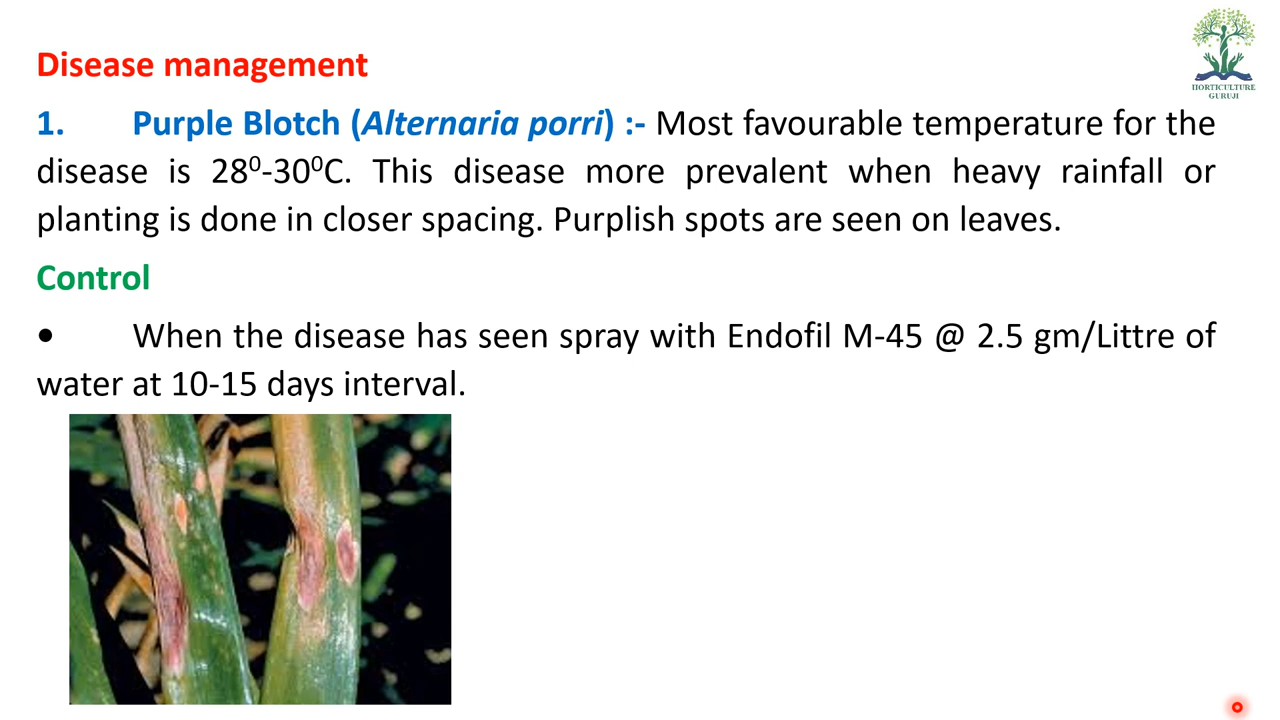 HORTICULTURE
GURUJI
Disease management
1. Purple Blotch (Alternaria porri) :- Most favourable temperature for the
disease is 28⁰-30⁰C. This disease more prevalent when heavy rainfall or
planting is done in closer spacing. Purplish spots are seen on leaves.
Control
• When the disease has seen spray with Endofil M-45 @ 2.5 gm/Littre of
water at 10-15 days interval.